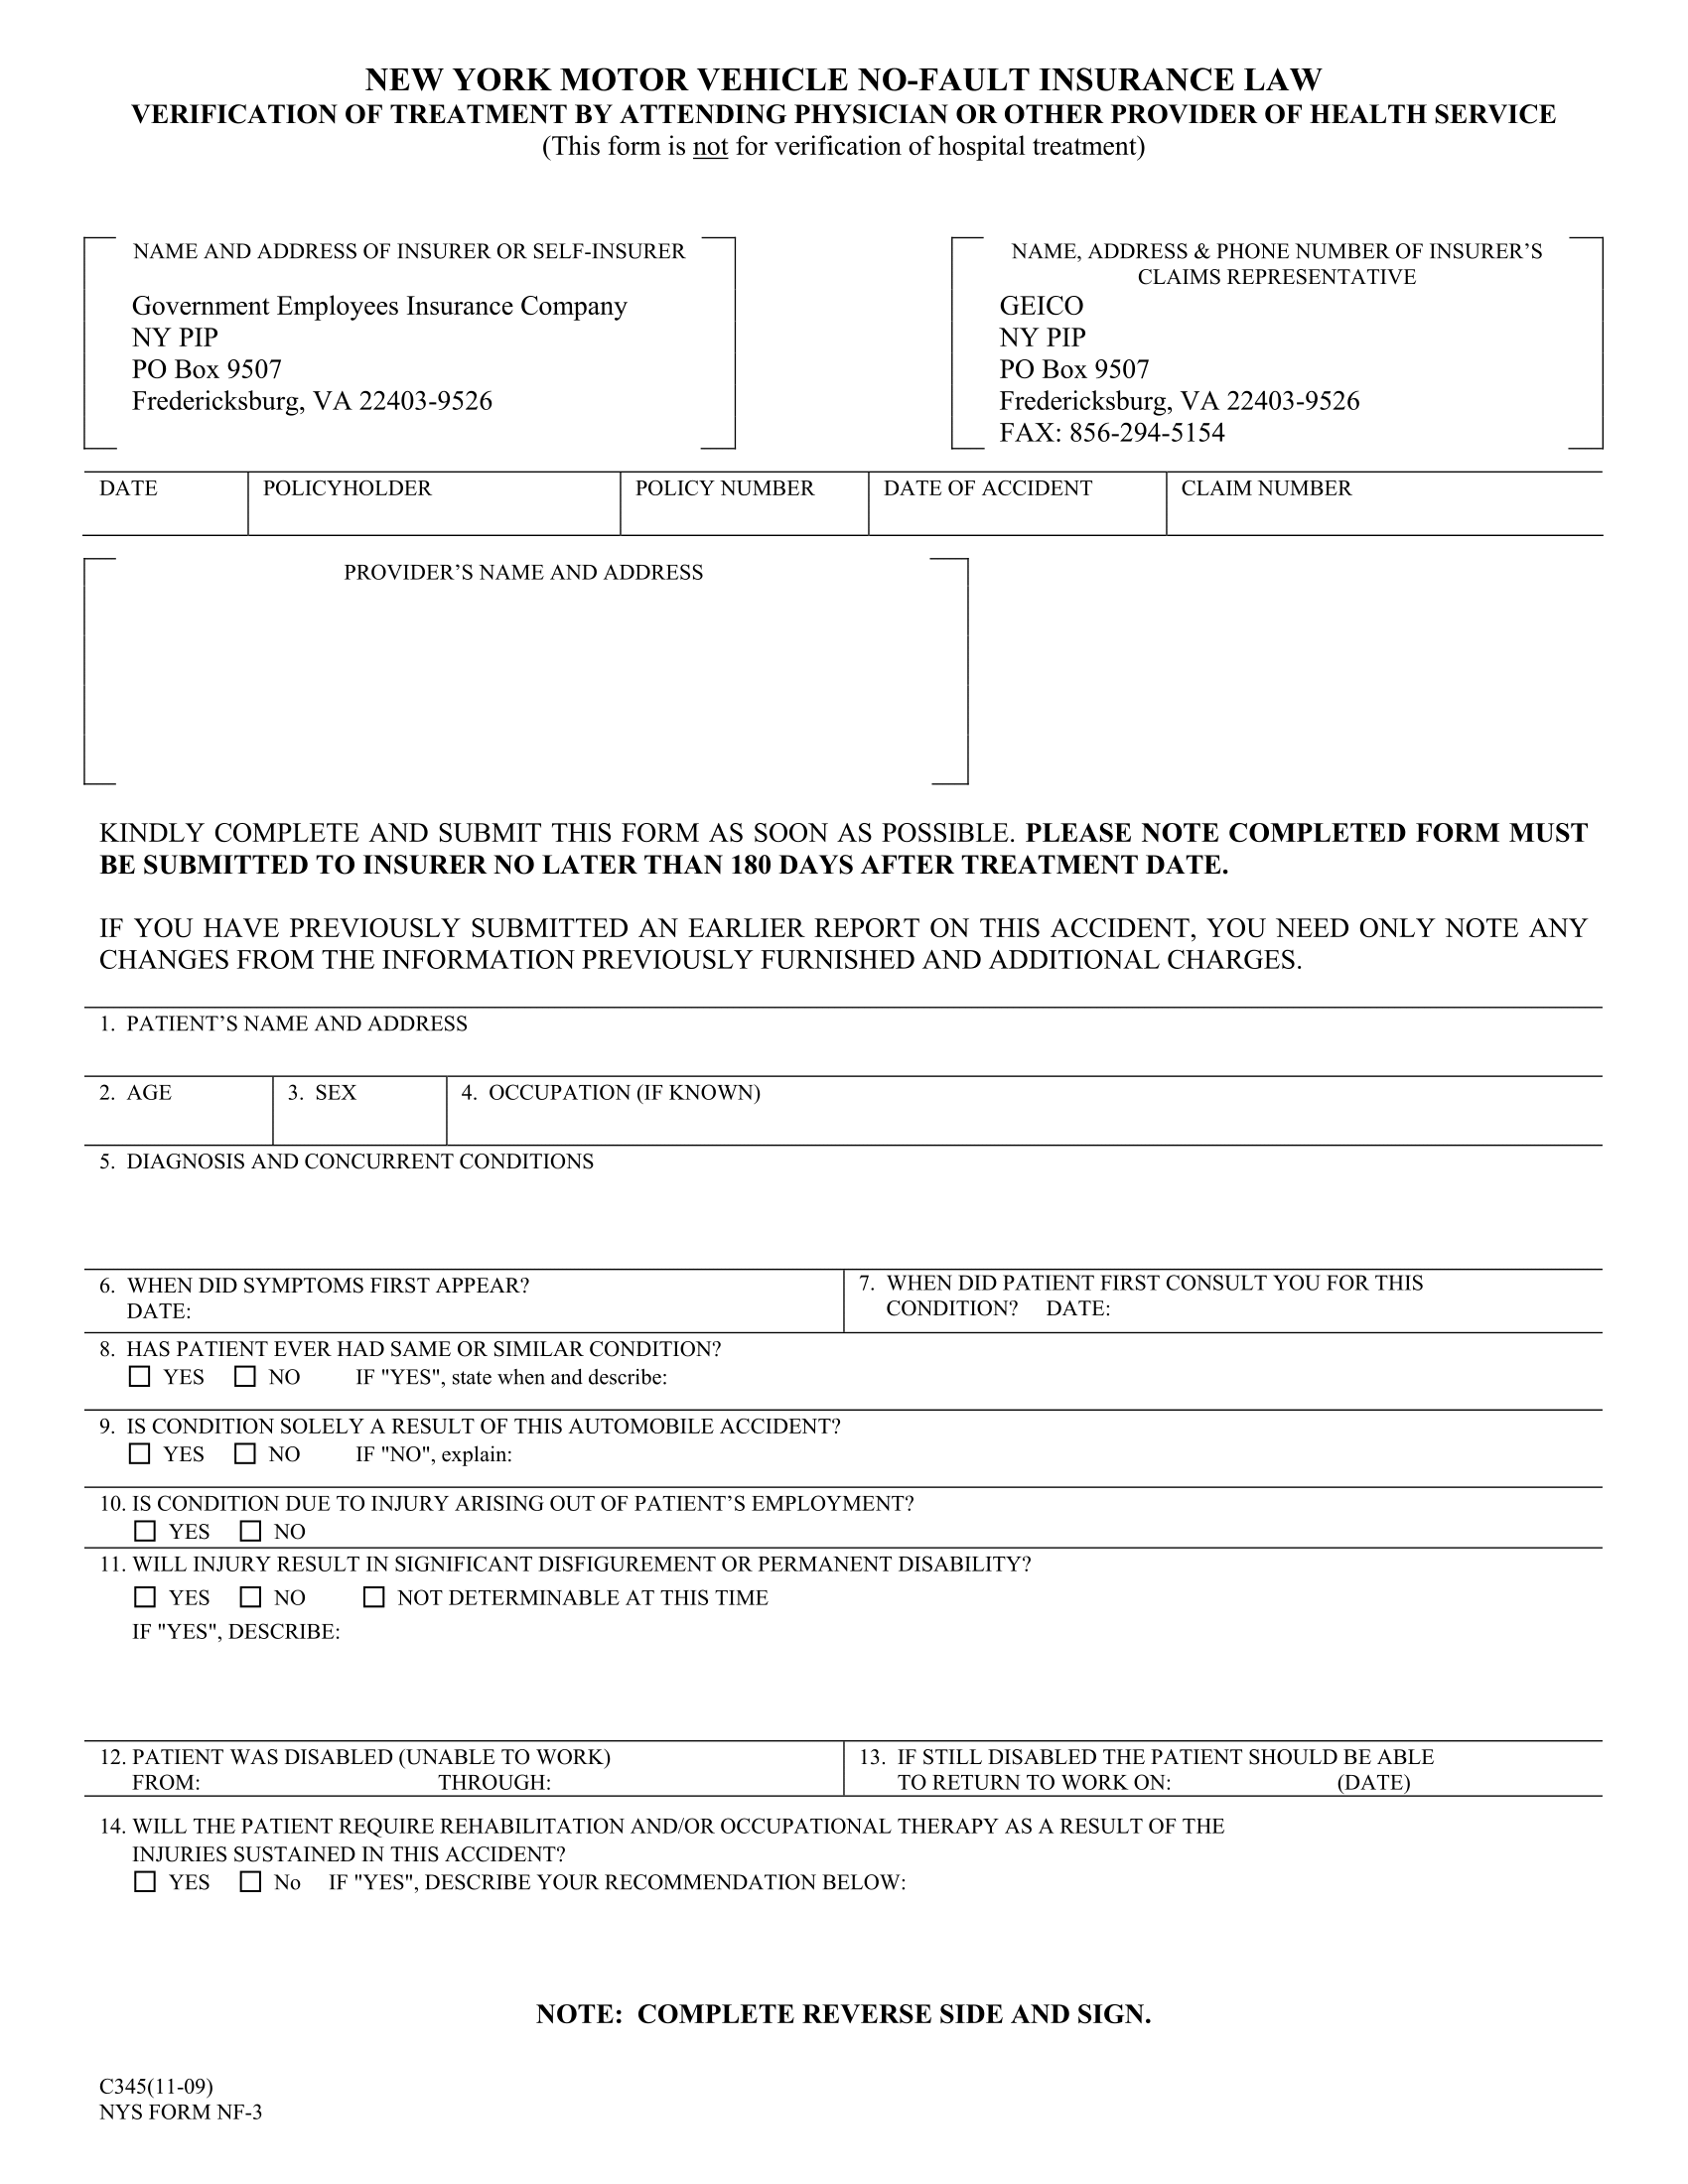 NEW YORK MOTOR VEHICLE NO-FAULT INSURANCE LAW
VERIFICATION OF TREATMENT BY ATTENDING PHYSICIAN OR OTHER PROVIDER OF HEALTH SERVICE
(This form is not for verification of hospital treatment)
NAME AND ADDRESS OF INSURER OR SELF-INSURER
Government Employees Insurance Company
NY PIP
PO Box 9507
Fredericksburg, VA 22403-9526
NAME, ADDRESS & PHONE NUMBER OF INSURER’S
CLAIMS REPRESENTATIVE
GEICO
NY PIP
PO Box 9507
Fredericksburg, VA 22403-9526
FAX: 856-294-5154
DATE POLICYHOLDER POLICY NUMBER DATE OF ACCIDENT CLAIM NUMBER
PROVIDER’S NAME AND ADDRESS
KINDLY COMPLETE AND SUBMIT THIS FORM AS SOON AS POSSIBLE. PLEASE NOTE COMPLETED FORM MUST
BE SUBMITTED TO INSURER NO LATER THAN 180 DAYS AFTER TREATMENT DATE.
IF YOU HAVE PREVIOUSLY SUBMITTED AN EARLIER REPORT ON THIS ACCIDENT, YOU NEED ONLY NOTE ANY
CHANGES FROM THE INFORMATION PREVIOUSLY FURNISHED AND ADDITIONAL CHARGES.
1. PATIENT’S NAME AND ADDRESS
2. AGE 3. SEX 4. OCCUPATION (IF KNOWN)
5. DIAGNOSIS AND CONCURRENT CONDITIONS
6. WHEN DID SYMPTOMS FIRST APPEAR?
DATE:
7. WHEN DID PATIENT FIRST CONSULT YOU FOR THIS
CONDITION? DATE:
8. HAS PATIENT EVER HAD SAME OR SIMILAR CONDITION?
☐ YES ☐ NO IF "YES", state when and describe:
9. IS CONDITION SOLELY A RESULT OF THIS AUTOMOBILE ACCIDENT?
☐ YES ☐ NO IF "NO", explain:
10. IS CONDITION DUE TO INJURY ARISING OUT OF PATIENT’S EMPLOYMENT?
☐ YES ☐ NO
11. WILL INJURY RESULT IN SIGNIFICANT DISFIGUREMENT OR PERMANENT DISABILITY?
☐ YES ☐ NO ☐ NOT DETERMINABLE AT THIS TIME
IF "YES", DESCRIBE:
12. PATIENT WAS DISABLED (UNABLE TO WORK)
FROM: THROUGH:
13. IF STILL DISABLED THE PATIENT SHOULD BE ABLE
TO RETURN TO WORK ON: (DATE)
14. WILL THE PATIENT REQUIRE REHABILITATION AND/OR OCCUPATIONAL THERAPY AS A RESULT OF THE
INJURIES SUSTAINED IN THIS ACCIDENT?
☐ YES ☐ No IF "YES", DESCRIBE YOUR RECOMMENDATION BELOW:
NOTE: COMPLETE REVERSE SIDE AND SIGN.
C345(11-09)
NYS FORM NF-3